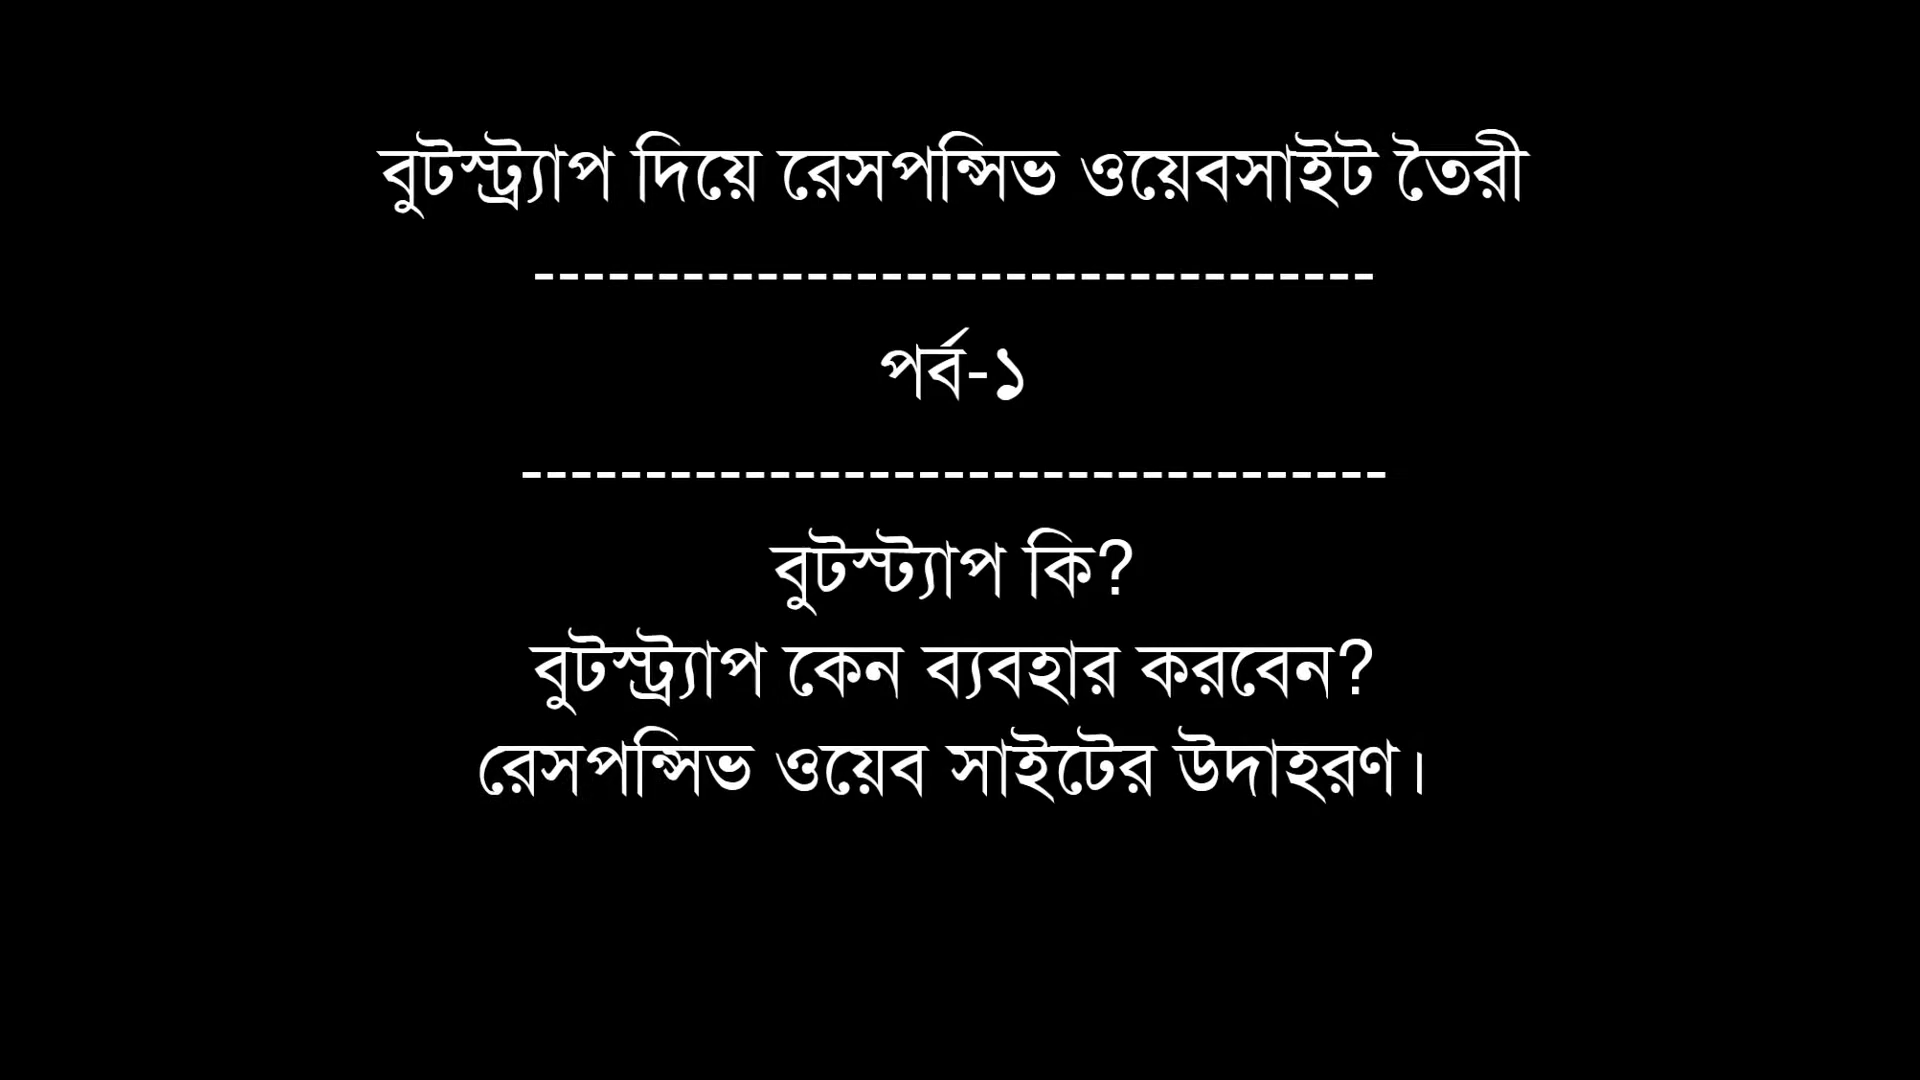 বুটস্ট্র্যাপ দিয়ে রেসপন্সিভ ওয়েবসাইট তৈরী
----------------------------------
পর্ব-১
-----------------------------------
বুটস্ট্যাপ কি?
বুটস্ট্র্যাপ কেন ব্যবহার করবেন?
রেসপন্সিভ ওয়েব সাইটের উদাহরণ।